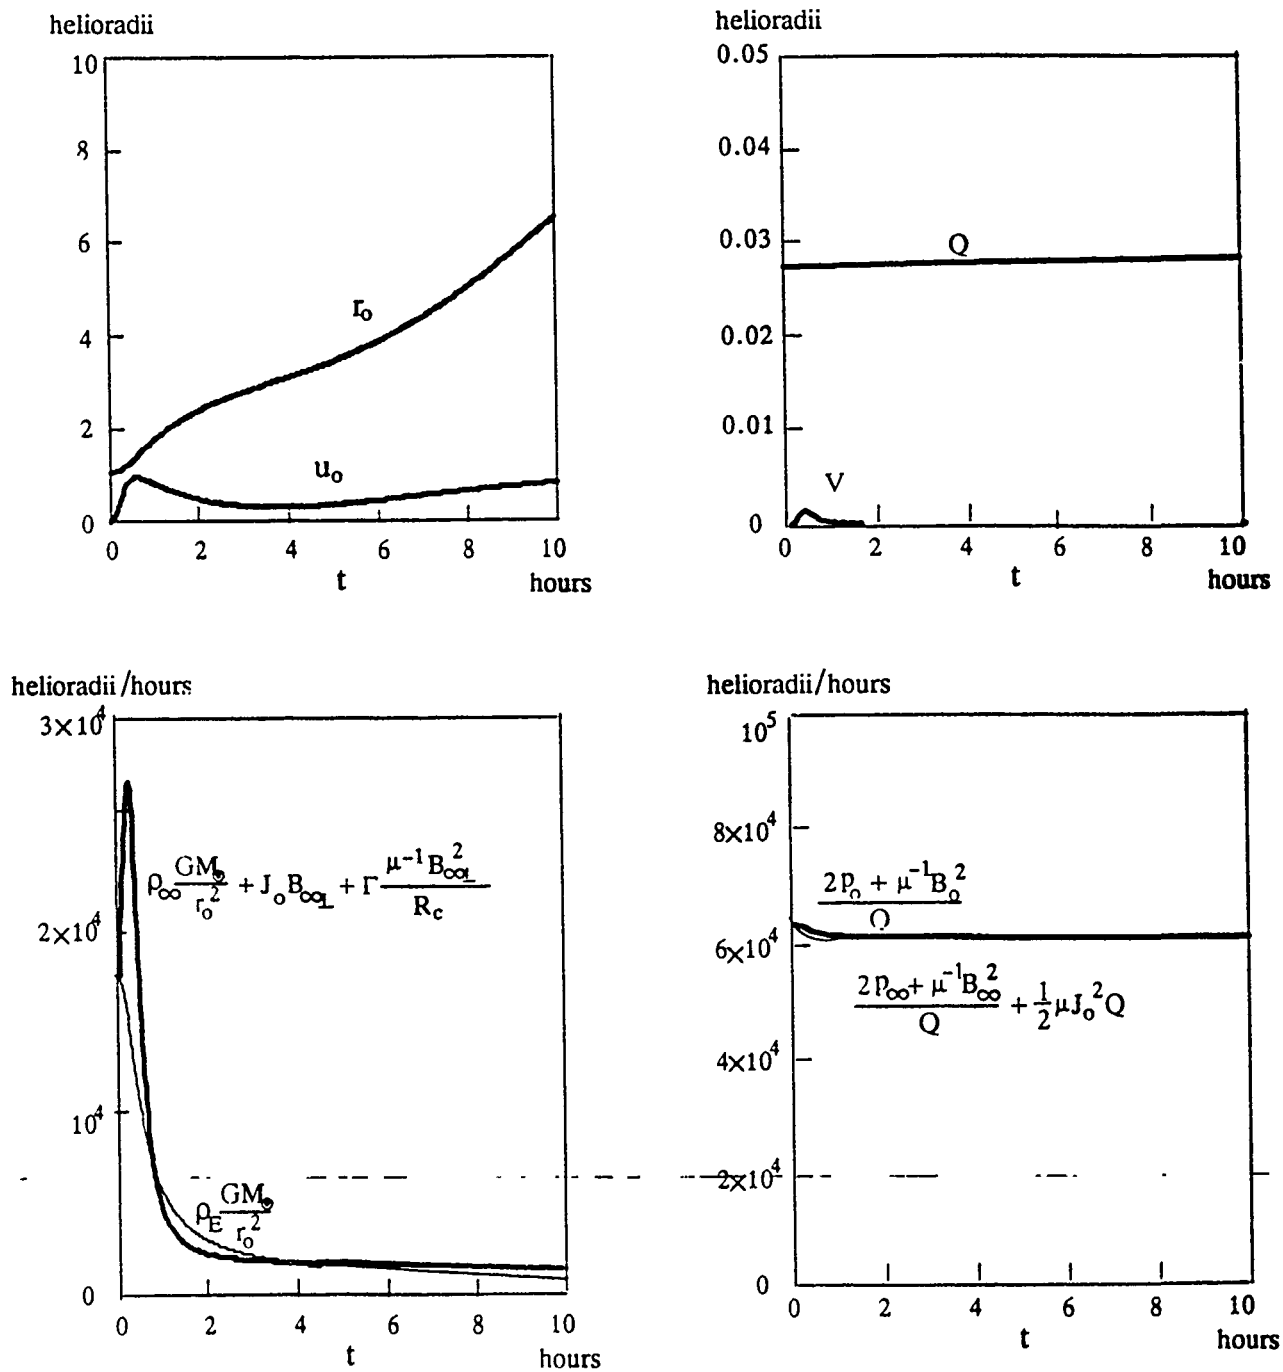 helioradii
10
8
6
4
2
0
r₀
u₀
0 2 4 6 8 10
t
hours
helioradii
0.05
0.04
0.03
0.02
0.01
0
Q
V
0 2 4 6 8 10
t
hours
helioradii/hours
3×10⁴
2×10⁴
10⁴
0
ρ∞ GM☉/r₀² + J₀B∞⊥ + Γ μ⁻¹B∞⊥²/R_c
ρ_E GM☉/r₀²
0 2 4 6 8 10
t
hours
helioradii/hours
10⁵
8×10⁴
6×10⁴
4×10⁴
2×10⁴
0
(2p₀ + μ⁻¹B₀²)/Q
(2p∞ + μ⁻¹B∞²)/Q + ½μJ₀²Q
0 2 4 6 8 10
t
hours